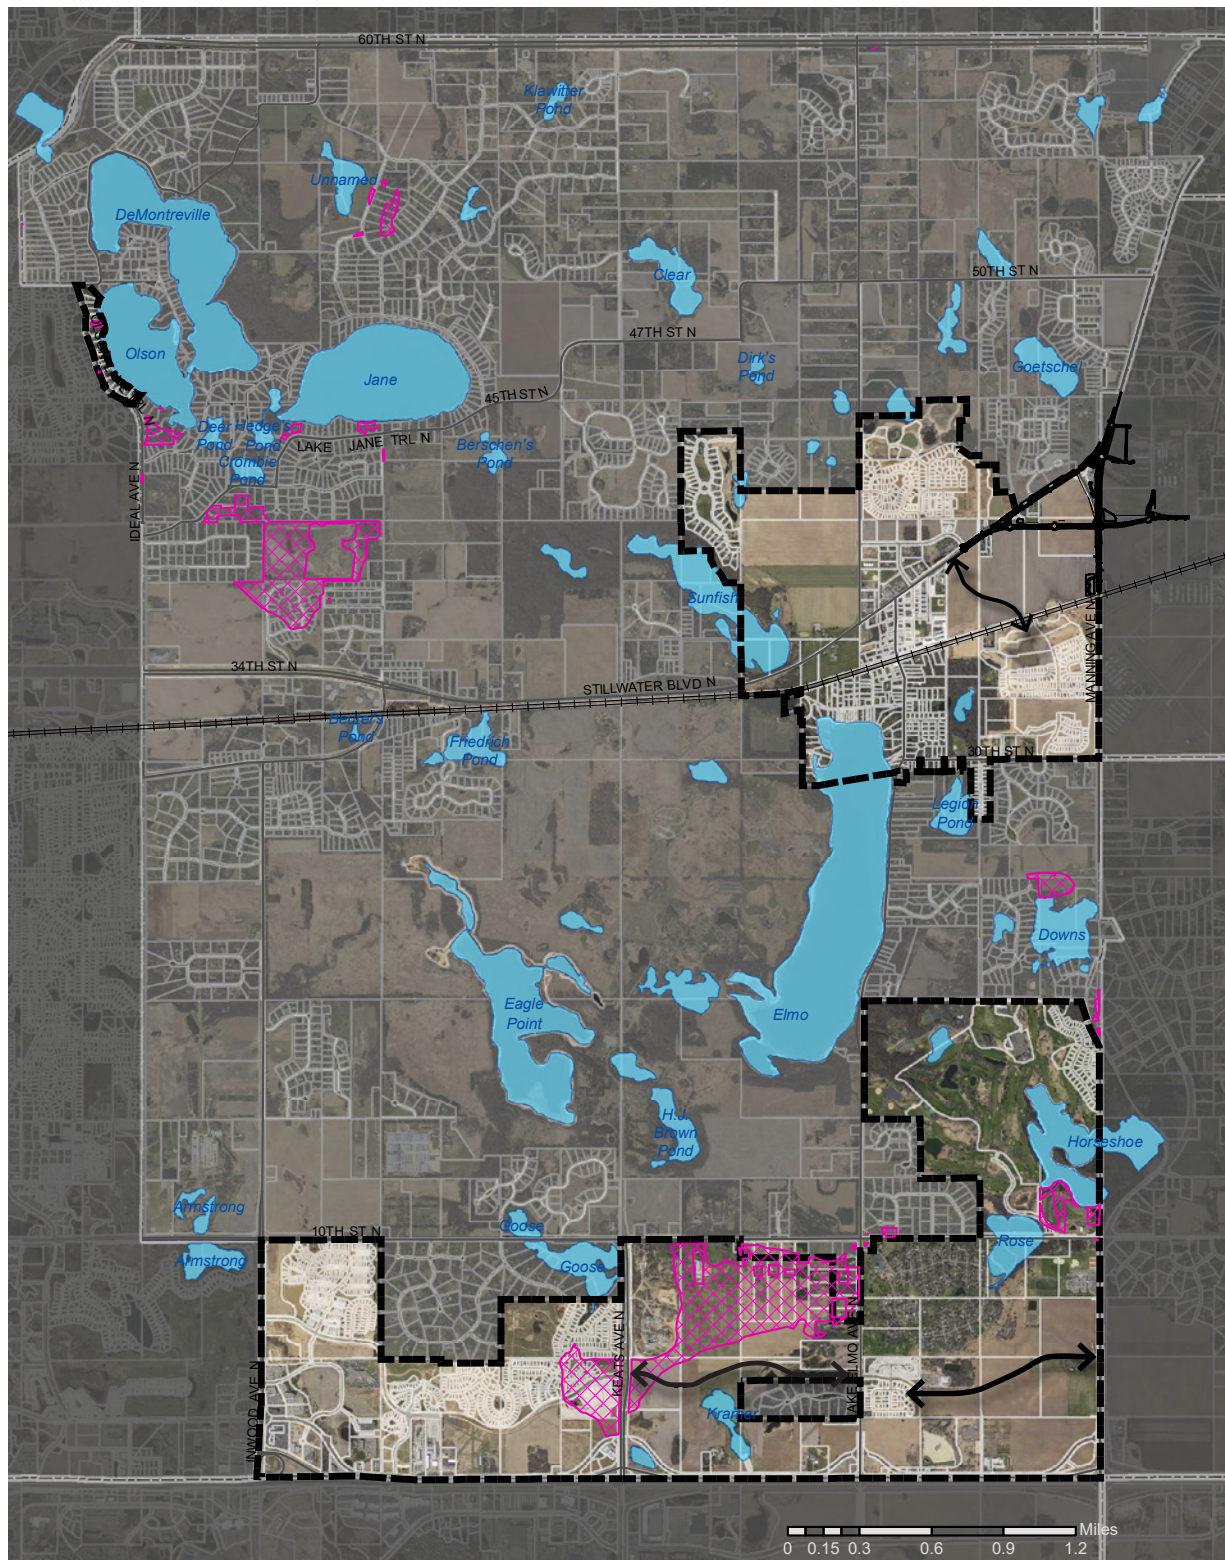 60TH ST N
Klawitter
Pond
Unnamed
DeMontreville
Clear
50TH ST N
47TH ST N
Olson
Dirk's
Pond
Goetschel
Jane
45TH ST N
N
Deer
Pond
Hedge's
Pond
LAKE JANE TRL N
Berschen's
Pond
Crombie
Pond
IDEAL AVE N
Sunfish
MANNING AVE N
34TH ST N
STILLWATER BLVD N
Becker's
Pond
Friedrich
Pond
30TH ST N
Legion
Pond
Downs
Eagle
Point
Elmo
H.J.
Brown
Pond
Horseshoe
Armstrong
Goose
10TH ST N
Rose
Armstrong
Goose
KEATS AVE N
LAKE ELMO AVE N
INWOOD AVE N
Kramer
Miles
0 0.15 0.3 0.6 0.9 1.2